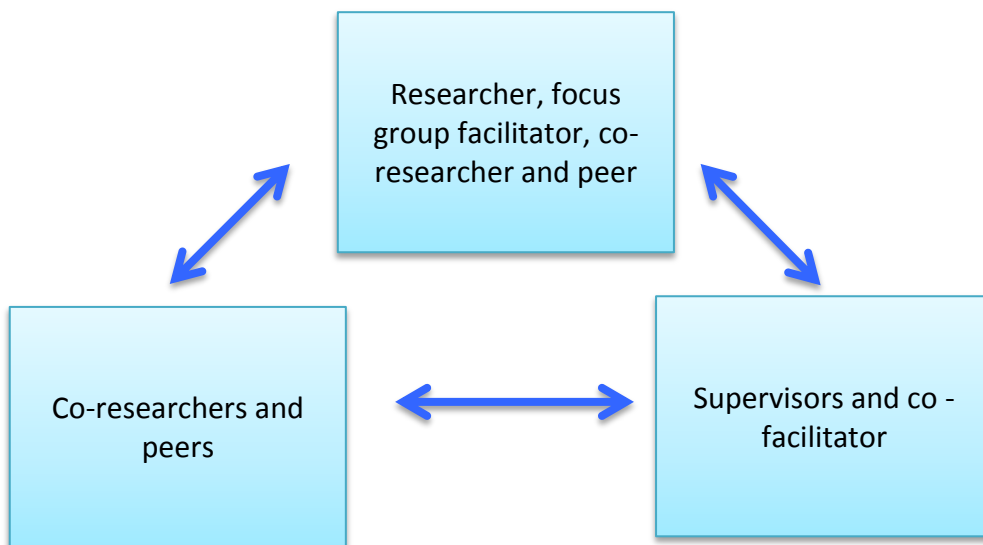 Researcher, focus
group facilitator, co-
researcher and peer
Co-researchers and
peers
Supervisors and co -
facilitator